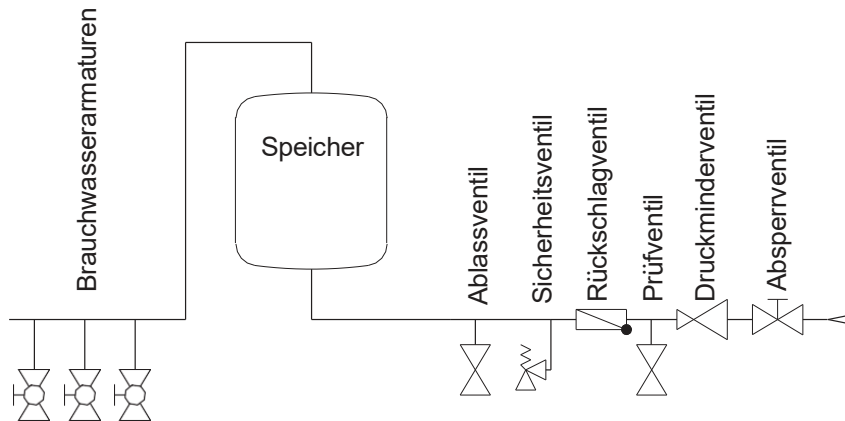 Brauchwasserarmaturen
Speicher
Ablassventil
Sicherheitsventil
Rückschlagventil
Prüfventil
Druckminderventil
Absperrventil